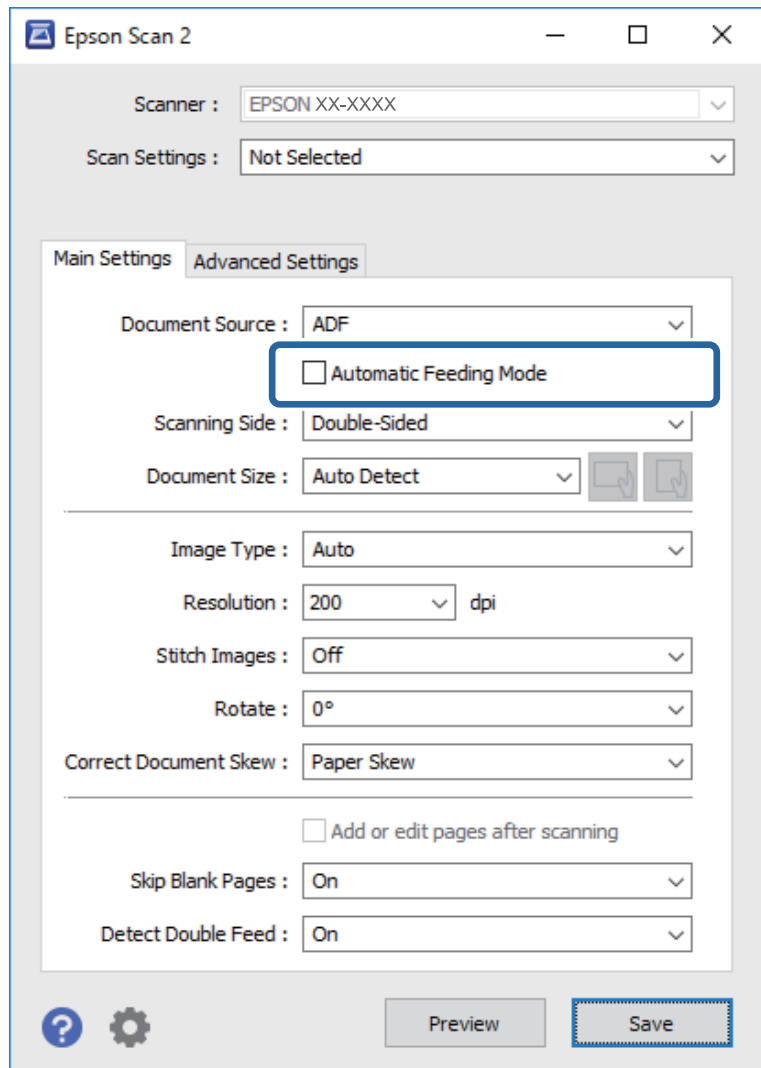 Epson Scan 2
Scanner : EPSON XX-XXXX
Scan Settings : Not Selected
Main Settings Advanced Settings
Document Source : ADF
Automatic Feeding Mode
Scanning Side : Double-Sided
Document Size : Auto Detect
Image Type : Auto
Resolution : 200 dpi
Stitch Images : Off
Rotate : 0°
Correct Document Skew : Paper Skew
Add or edit pages after scanning
Skip Blank Pages : On
Detect Double Feed : On
? Preview Save